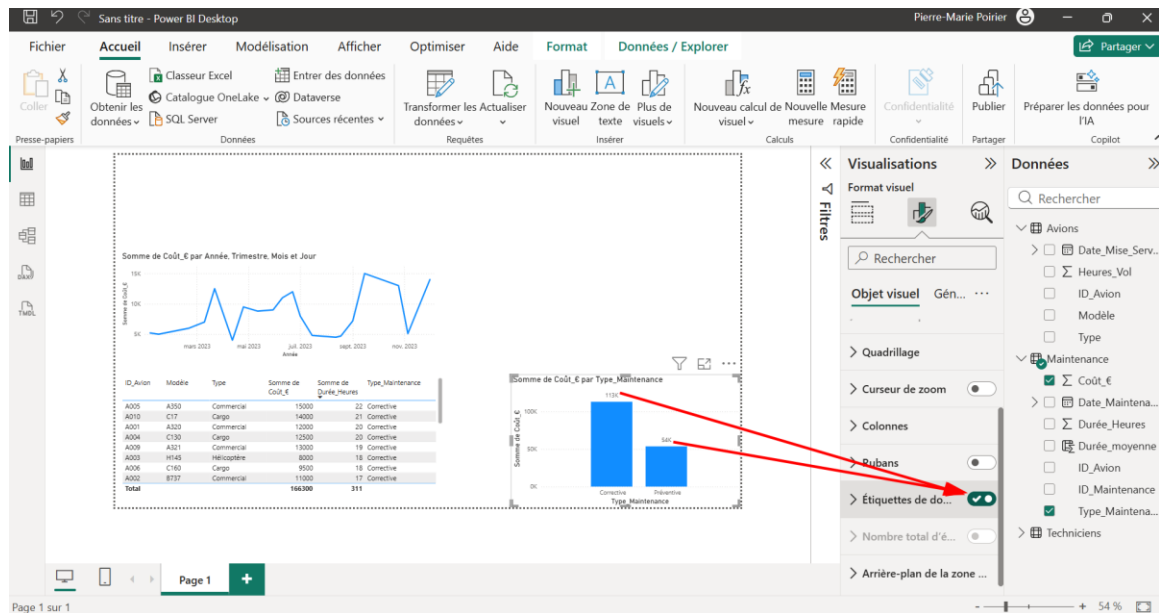 Sans titre - Power BI Desktop
Pierre-Marie Poirier
Fichier Accueil Insérer Modélisation Afficher Optimiser Aide Format Données / Explorer
Partager
Coller
Presse-papiers
Obtenir les données
Classeur Excel
Catalogue OneLake
SQL Server
Entrer des données
Dataverse
Sources récentes
Données
Transformer les données
Actualiser
Requêtes
Nouveau visuel
Zone de texte
Plus de visuels
Insérer
Nouveau calcul de visuel
Nouvelle mesure
Mesure rapide
Calculs
Confidentialité
Confidentialité
Publier
Partager
Préparer les données pour l'IA
Copilot
DAX
TMDL
Somme de Coût_€ par Année, Trimestre, Mois et Jour
Somme de Coût_€
15K
10K
5K
mars 2023 mai 2023 juil. 2023 sept. 2023 nov. 2023
Année
ID_Avion Modèle Type Somme de Coût_€ Somme de Durée_Heures Type_Maintenance
A005 A350 Commercial 15000 22 Corrective
A010 C17 Cargo 14000 21 Corrective
A001 A320 Commercial 12000 20 Corrective
A004 C130 Cargo 12500 20 Corrective
A009 A321 Commercial 13000 19 Corrective
A003 H145 Hélicoptère 8000 18 Corrective
A006 C160 Cargo 9500 18 Corrective
A002 B737 Commercial 11000 17 Corrective
Total 166300 311
Somme de Coût_€ par Type_Maintenance
Somme de Coût_€
100K
50K
0K
113K
54K
Corrective Préventive
Type_Maintenance
Filtres
Visualisations
Format visuel
Rechercher
Objet visuel Gén... ...
Quadrillage
Curseur de zoom
Colonnes
Rubans
Étiquettes de do...
Nombre total d'é...
Arrière-plan de la zone ...
Données
Rechercher
Avions
Date_Mise_Serv...
Heures_Vol
ID_Avion
Modèle
Type
Maintenance
Coût_€
Date_Maintena...
Durée_Heures
Durée_moyenne
ID_Avion
ID_Maintenance
Type_Maintena...
Techniciens
Page 1
Page 1 sur 1
54 %